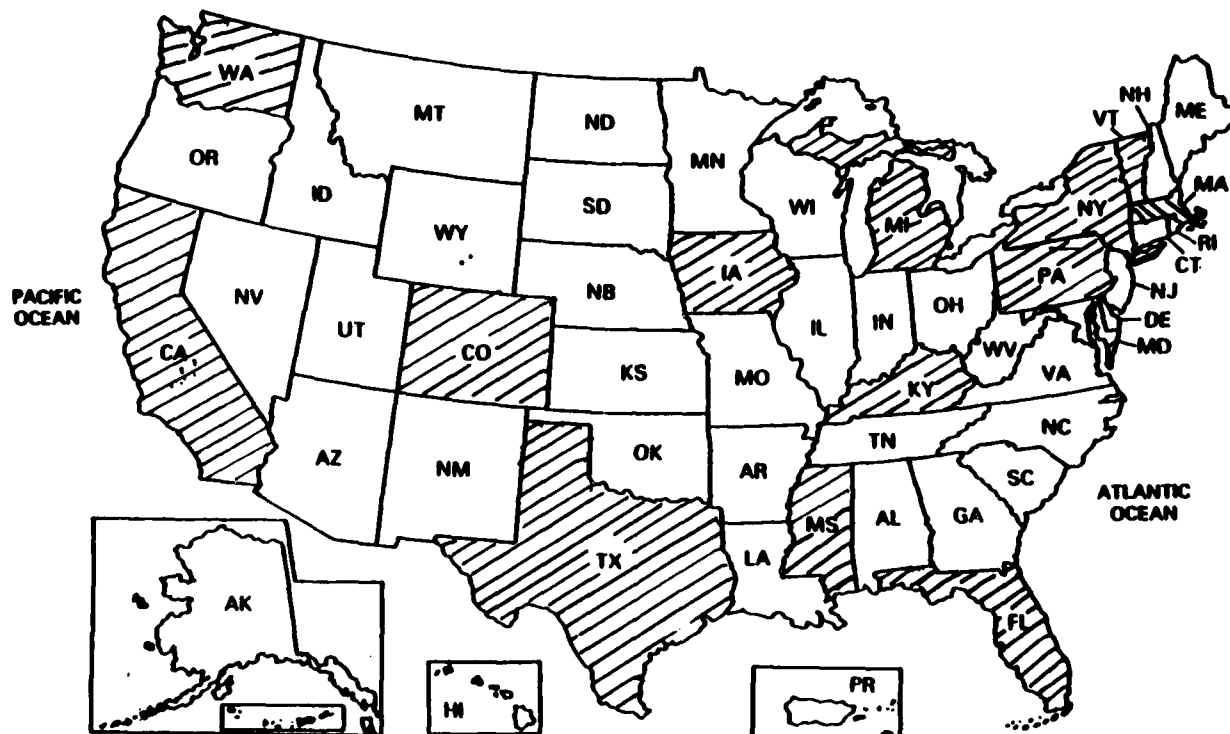 WA
MT
ND
MN
VT
NH
ME
OR
ID
SD
WI
MI
NY
MA
WY
RI
CT
PACIFIC
OCEAN
NV
UT
CO
NB
IA
IL
IN
OH
PA
NJ
DE
MD
CA
KS
MO
KY
WV
VA
AZ
NM
OK
AR
TN
NC
SC
ATLANTIC
OCEAN
TX
LA
MS
AL
GA
FL
AK
HI
PR